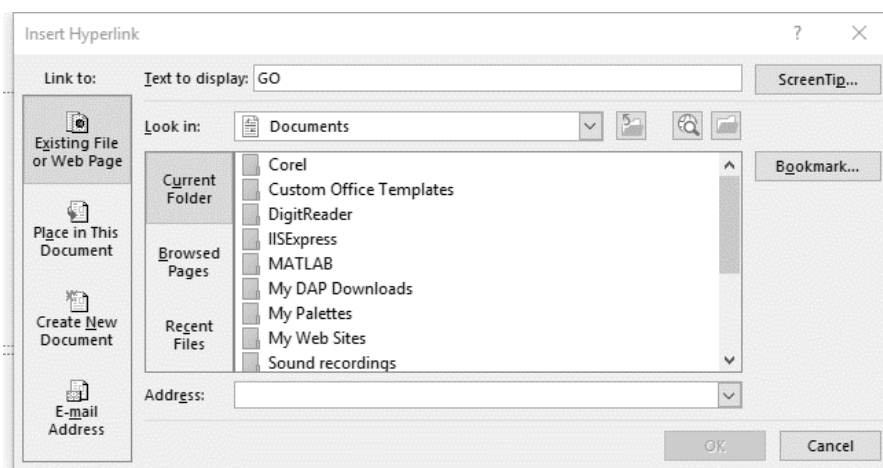 Insert Hyperlink
? ×
Link to:
Text to display: GO
ScreenTip...
Existing File
or Web Page
Look in: Documents
Place in This
Document
Create New
Document
E-mail
Address
Current
Folder
Browsed
Pages
Recent
Files
Corel
Custom Office Templates
DigitReader
IISExpress
MATLAB
My DAP Downloads
My Palettes
My Web Sites
Sound recordings
Bookmark...
Address:
OK
Cancel